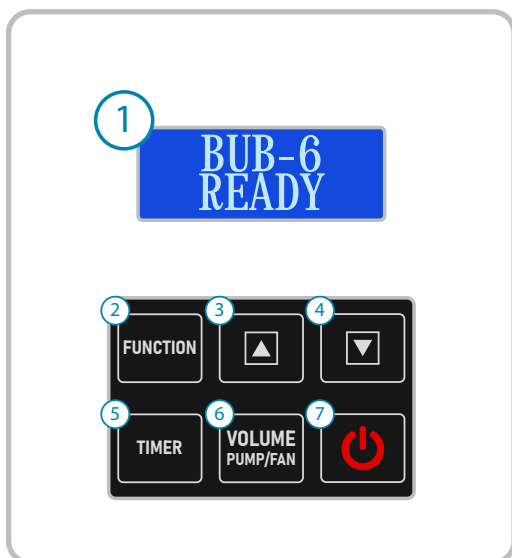 1
BUB-6
READY
2
3
4
FUNCTION
5
6
7
TIMER
VOLUME
PUMP/FAN